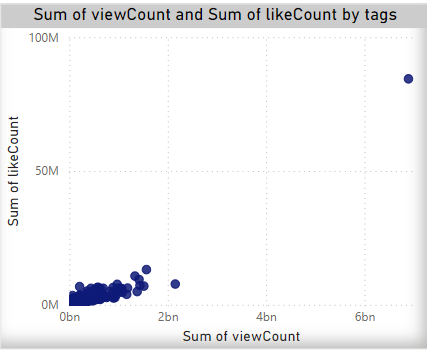 Sum of viewCount and Sum of likeCount by tags
100M
50M
0M
Sum of likeCount
0bn 2bn 4bn 6bn
Sum of viewCount